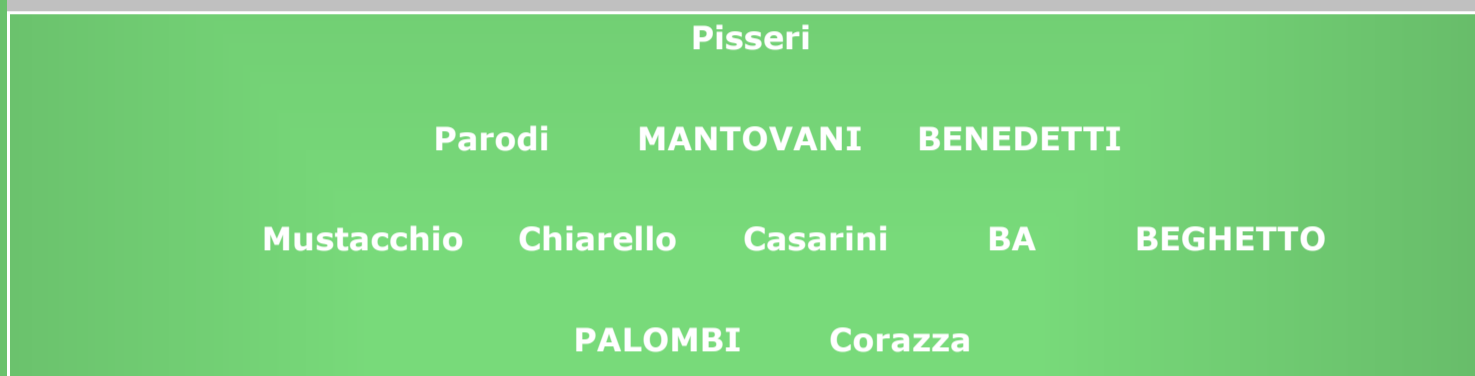 Pisseri
Parodi MANTOVANI BENEDETTI
Mustacchio Chiarello Casarini BA BEGHETTO
PALOMBI Corazza